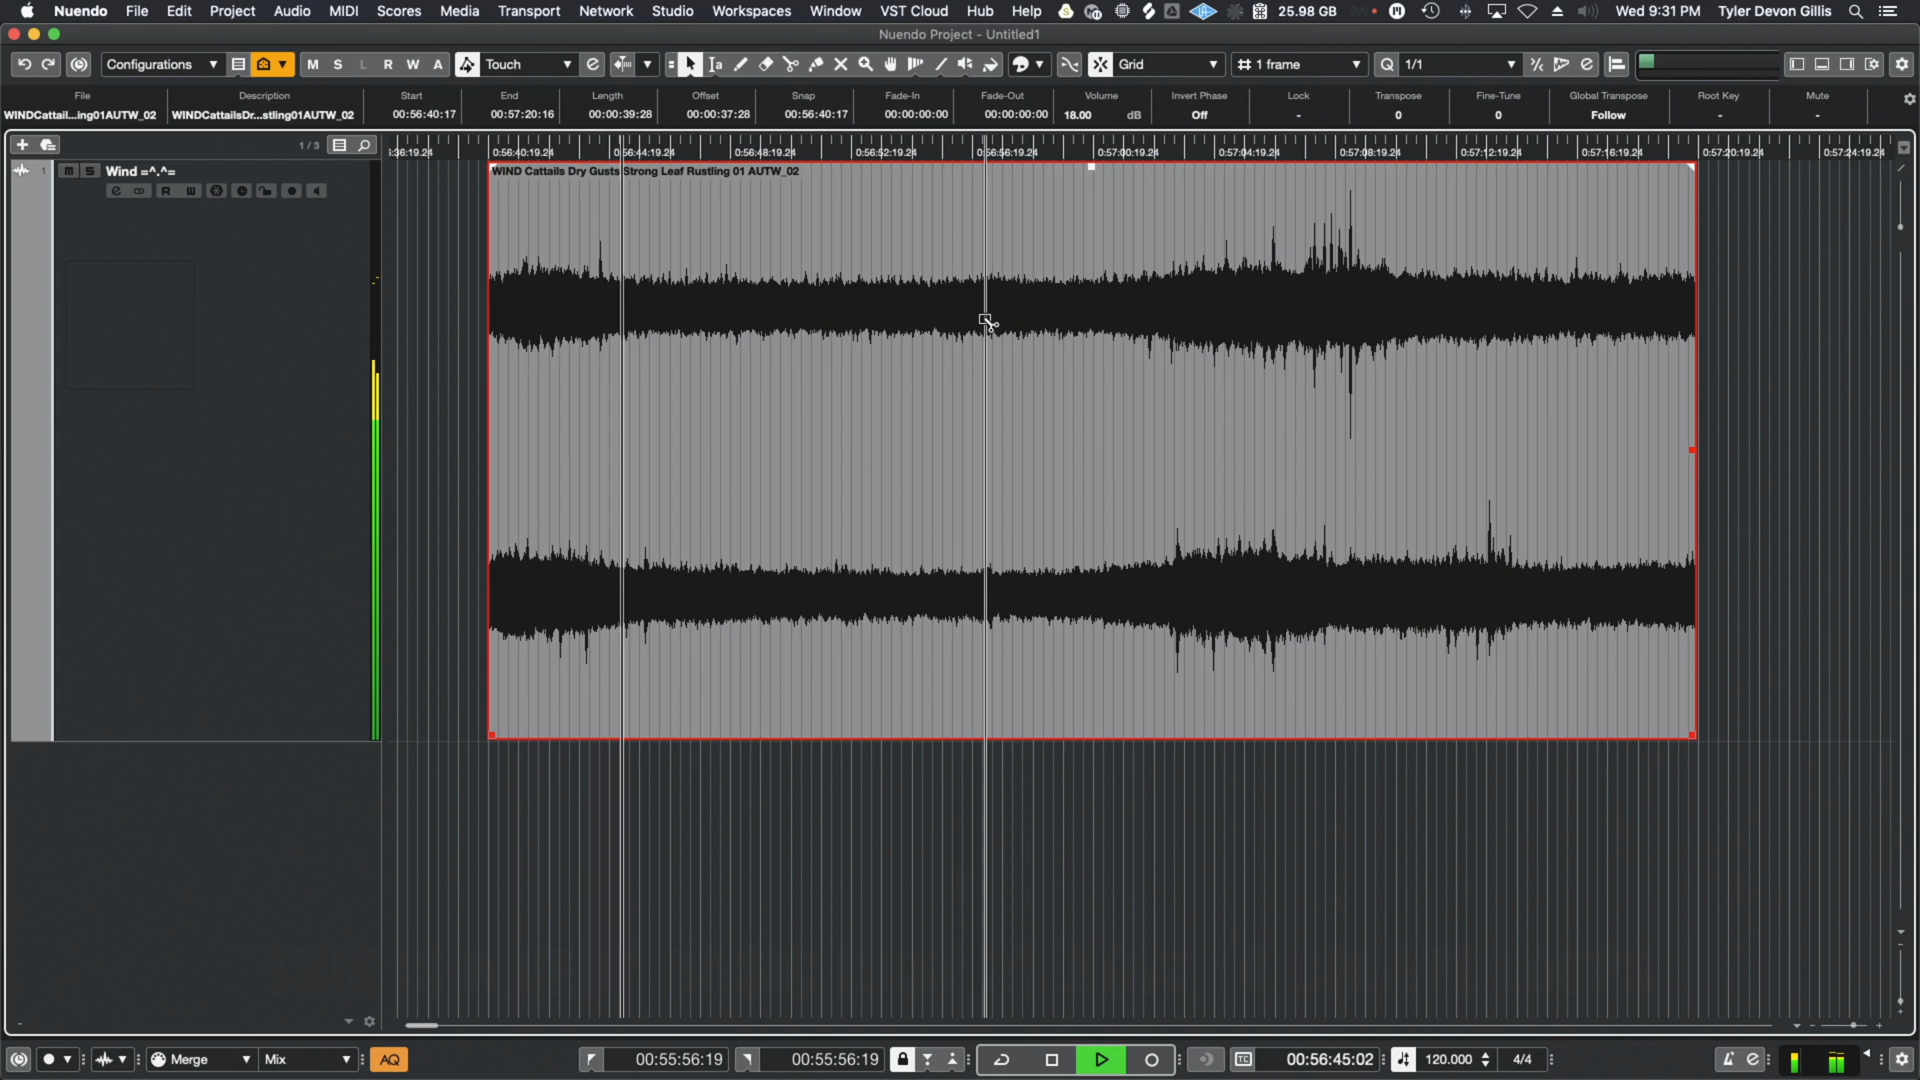 Nuendo File Edit Project Audio MIDI Scores Media Transport Network Studio Workspaces Window VST Cloud Hub Help 25.98 GB Wed 9:31 PM Tyler Devon Gillis
Nuendo Project - Untitled1
Configurations M S L R W A Touch Grid 1 frame Q 1/1
File Description Start End Length Offset Snap Fade-In Fade-Out Volume Invert Phase Lock Transpose Fine-Tune Global Transpose Root Key Mute
WINDCattail...ing01AUTW_02 WINDCattailsDr...stling01AUTW_02 00:56:40:17 00:57:20:16 00:00:39:28 00:00:37:28 00:56:40:17 00:00:00:00 00:00:00:00 18.00 dB Off - 0 0 Follow - -
1 / 3 :36:19.24 0:56:40:19.24 0:56:44:19.24 0:56:48:19.24 0:56:52:19.24 0:56:56:19.24 0:57:00:19.24 0:57:04:19.24 0:57:08:19.24 0:57:12:19.24 0:57:16:19.24 0:57:20:19.24 0:57:24:19.24
1 m S Wind =^.^= WIND Cattails Dry Gusts Strong Leaf Rustling 01 AUTW_02
e R W
Merge Mix AQ 00:55:56:19 00:55:56:19 TC 00:56:45:02 120.000 4/4